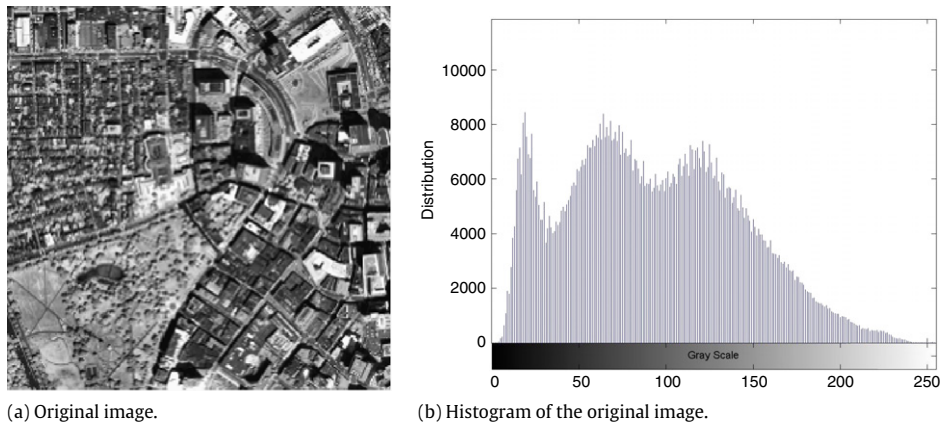 10000
8000
6000
4000
2000
0
Distribution
Gray Scale
0 50 100 150 200 250
(a) Original image.
(b) Histogram of the original image.